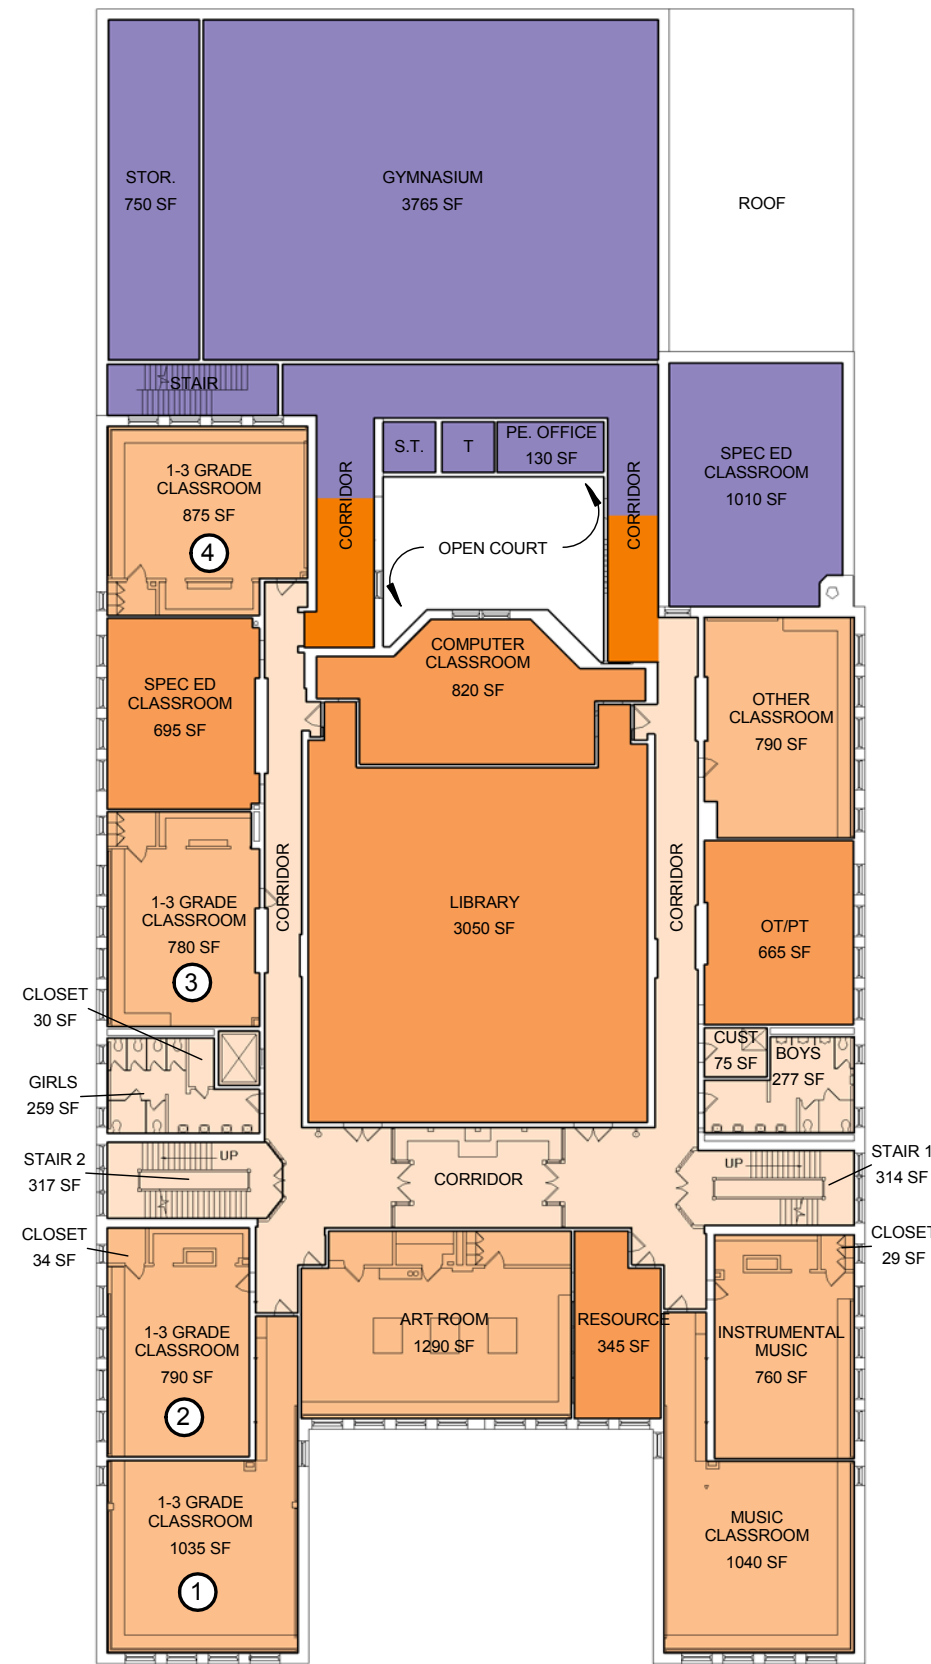 STOR.
750 SF
GYMNASIUM
3765 SF
ROOF
STAIR
S.T.
T
PE. OFFICE
130 SF
SPEC ED
CLASSROOM
1010 SF
1-3 GRADE
CLASSROOM
875 SF
4
CORRIDOR
CORRIDOR
OPEN COURT
COMPUTER
CLASSROOM
820 SF
SPEC ED
CLASSROOM
695 SF
OTHER
CLASSROOM
790 SF
1-3 GRADE
CLASSROOM
780 SF
3
CORRIDOR
LIBRARY
3050 SF
CORRIDOR
OT/PT
665 SF
CLOSET
30 SF
GIRLS
259 SF
CUST
75 SF
BOYS
277 SF
STAIR 2
317 SF
UP
CORRIDOR
UP
STAIR 1
314 SF
CLOSET
34 SF
CLOSET
29 SF
1-3 GRADE
CLASSROOM
790 SF
2
ART ROOM
1290 SF
RESOURCE
345 SF
INSTRUMENTAL
MUSIC
760 SF
1-3 GRADE
CLASSROOM
1035 SF
1
MUSIC
CLASSROOM
1040 SF